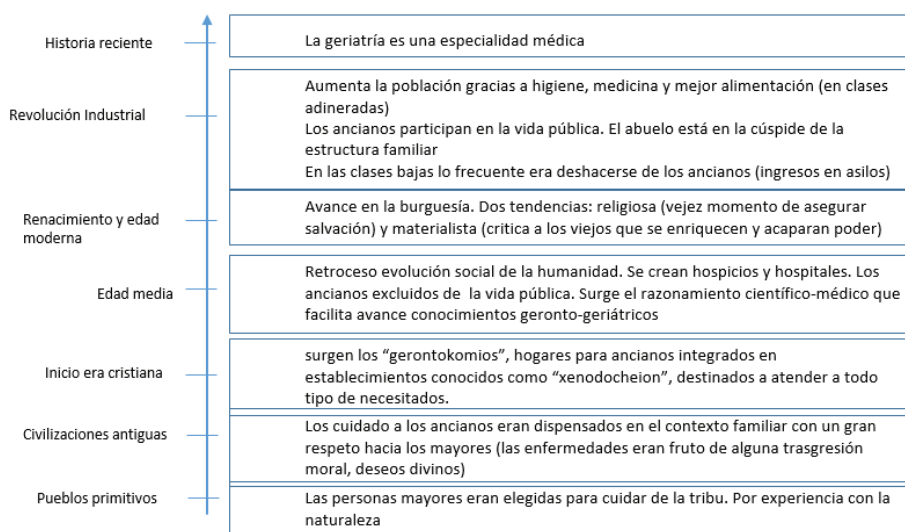 Historia reciente
La geriatría es una especialidad médica
Revolución Industrial
Aumenta la población gracias a higiene, medicina y mejor alimentación (en clases
adineradas)
Los ancianos participan en la vida pública. El abuelo está en la cúspide de la
estructura familiar
En las clases bajas lo frecuente era deshacerse de los ancianos (ingresos en asilos)
Renacimiento y edad
moderna
Avance en la burguesía. Dos tendencias: religiosa (vejez momento de asegurar
salvación) y materialista (critica a los viejos que se enriquecen y acaparan poder)
Edad media
Retroceso evolución social de la humanidad. Se crean hospicios y hospitales. Los
ancianos excluidos de la vida pública. Surge el razonamiento científico-médico que
facilita avance conocimientos geronto-geriátricos
Inicio era cristiana
surgen los “gerontokomios”, hogares para ancianos integrados en
establecimientos conocidos como “xenodocheion”, destinados a atender a todo
tipo de necesitados.
Civilizaciones antiguas
Los cuidado a los ancianos eran dispensados en el contexto familiar con un gran
respeto hacia los mayores (las enfermedades eran fruto de alguna trasgresión
moral, deseos divinos)
Pueblos primitivos
Las personas mayores eran elegidas para cuidar de la tribu. Por experiencia con la
naturaleza